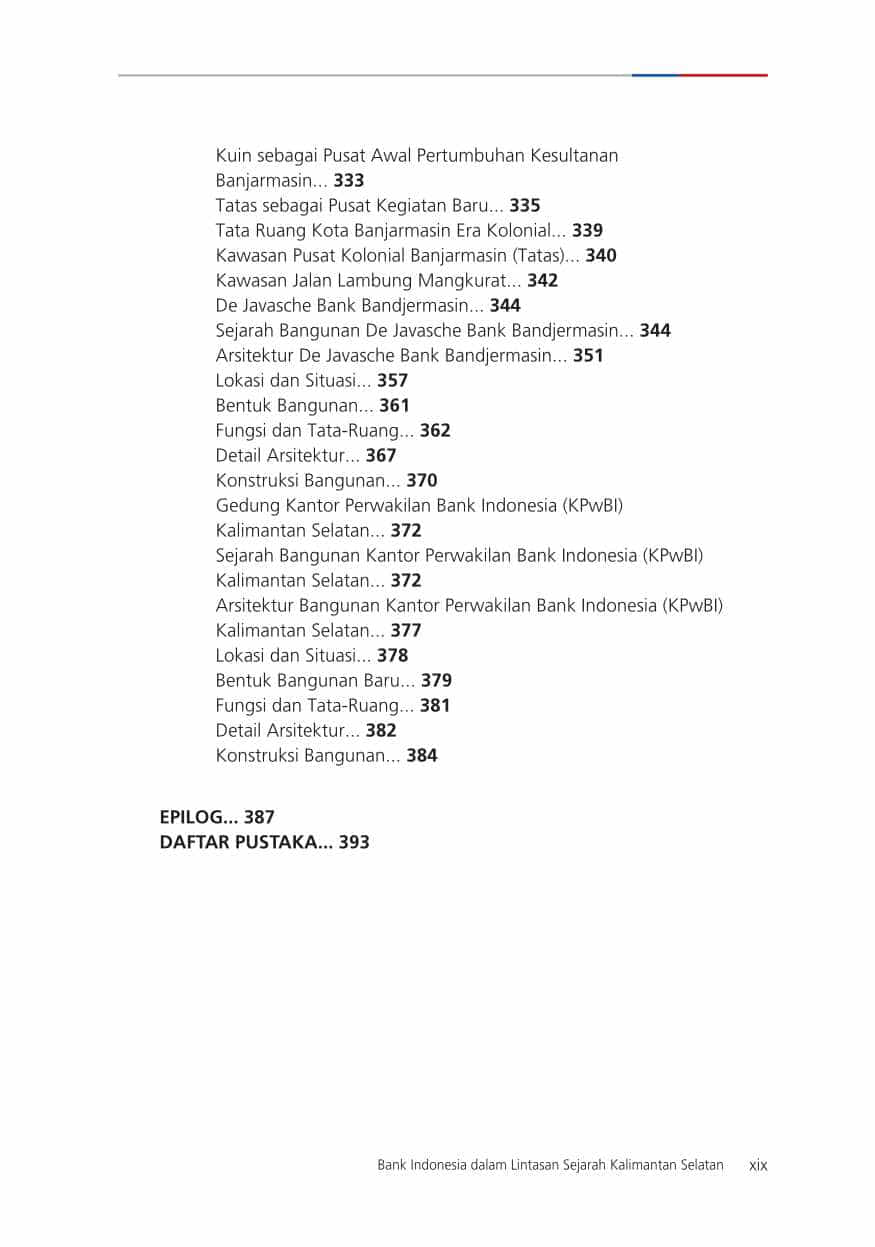 Kuin sebagai Pusat Awal Pertumbuhan Kesultanan
Banjarmasin... 333
Tatas sebagai Pusat Kegiatan Baru... 335
Tata Ruang Kota Banjarmasin Era Kolonial... 339
Kawasan Pusat Kolonial Banjarmasin (Tatas)... 340
Kawasan Jalan Lambung Mangkurat... 342
De Javasche Bank Bandjermasin... 344
Sejarah Bangunan De Javasche Bank Bandjermasin... 344
Arsitektur De Javasche Bank Bandjermasin... 351
Lokasi dan Situasi... 357
Bentuk Bangunan... 361
Fungsi dan Tata-Ruang... 362
Detail Arsitektur... 367
Konstruksi Bangunan... 370
Gedung Kantor Perwakilan Bank Indonesia (KPwBI)
Kalimantan Selatan... 372
Sejarah Bangunan Kantor Perwakilan Bank Indonesia (KPwBI)
Kalimantan Selatan... 372
Arsitektur Bangunan Kantor Perwakilan Bank Indonesia (KPwBI)
Kalimantan Selatan... 377
Lokasi dan Situasi... 378
Bentuk Bangunan Baru... 379
Fungsi dan Tata-Ruang... 381
Detail Arsitektur... 382
Konstruksi Bangunan... 384
EPILOG... 387
DAFTAR PUSTAKA... 393
Bank Indonesia dalam Lintasan Sejarah Kalimantan Selatan xix